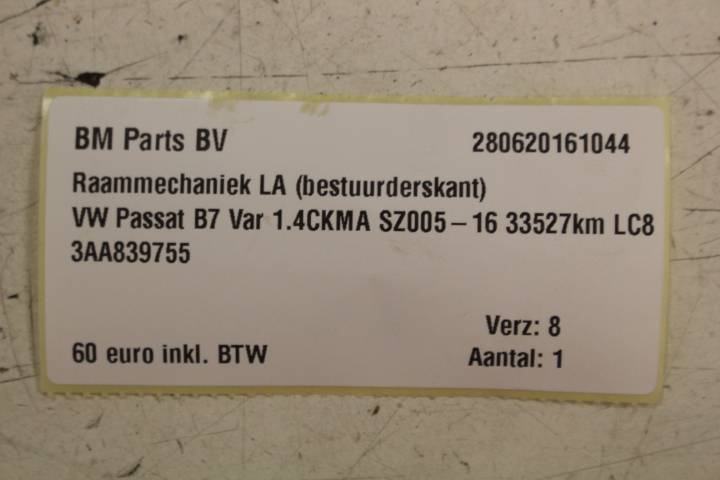 BM Parts BV 280620161044
Raammechaniek LA (bestuurderskant)
VW Passat B7 Var 1.4CKMA SZ005-16 33527km LC8
3AA839755
Verz: 8
60 euro inkl. BTW Aantal: 1